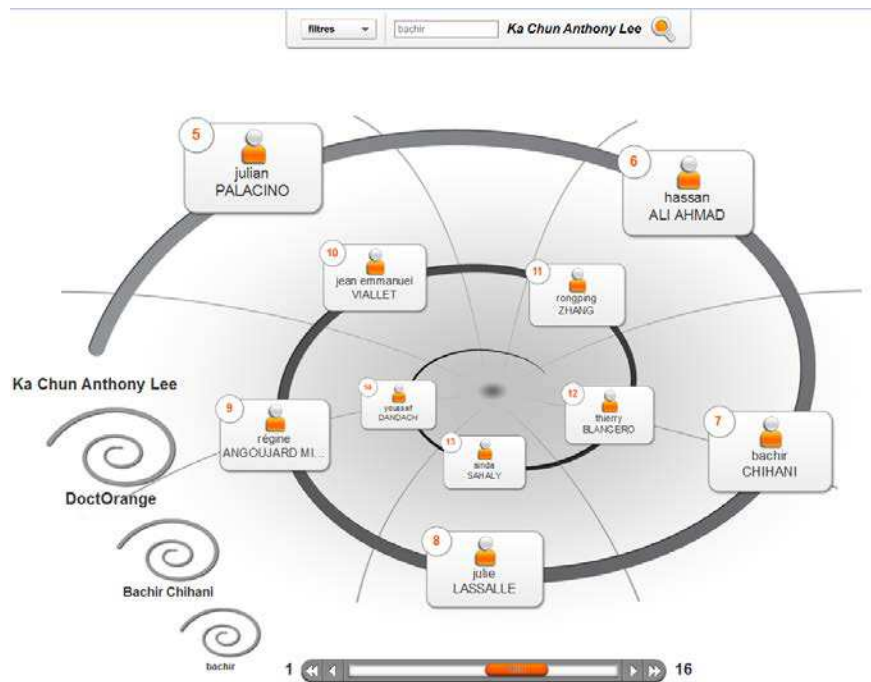 filtres
bachir
Ka Chun Anthony Lee
5
julian
PALACINO
6
hassan
ALI AHMAD
10
jean emmanuel
VIALLET
11
rongping
ZHANG
Ka Chun Anthony Lee
9
régine
ANGOUJARD MI...
14
youssef
DANDACH
12
thierry
BLANCERO
7
bachir
CHIHANI
13
sinda
SAHALY
DoctOrange
8
julie
LASSALLE
Bachir Chihani
bachir
1
16